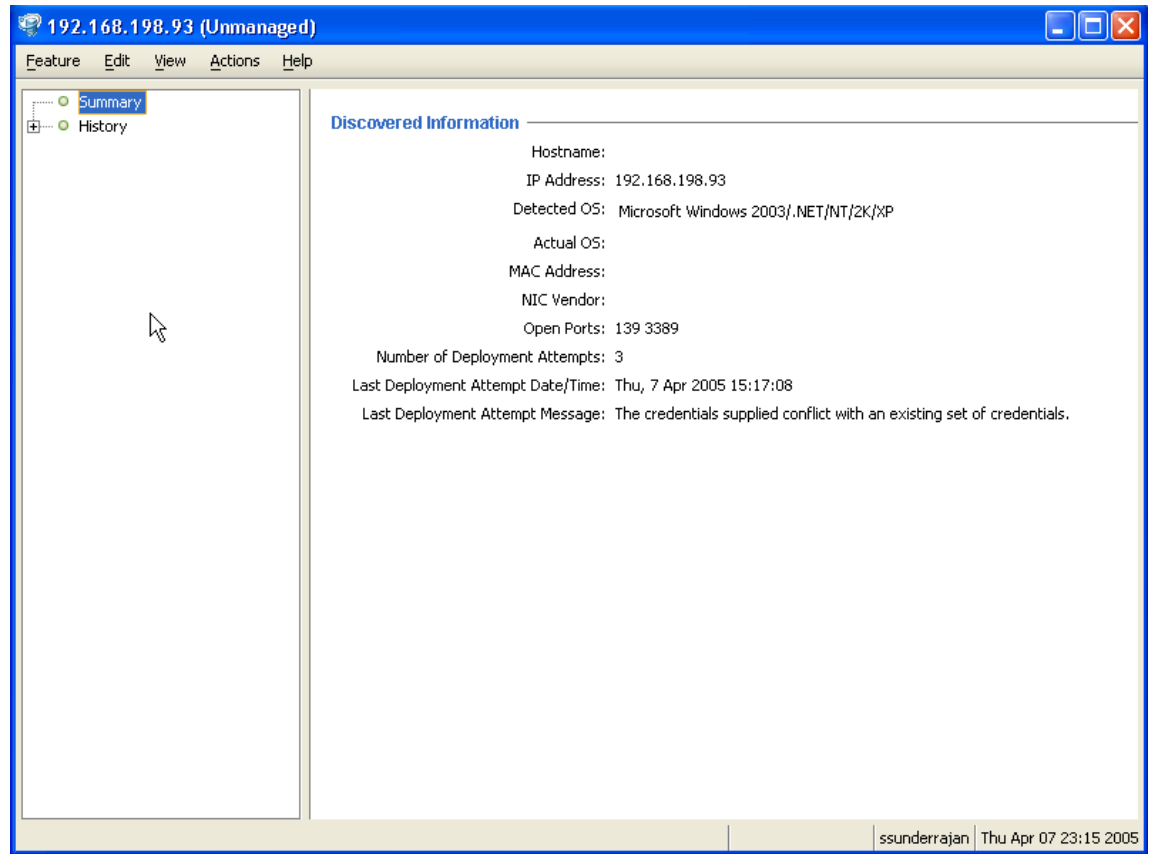 192.168.198.93 (Unmanaged)
Feature Edit View Actions Help
Summary
History
Discovered Information
Hostname:
IP Address: 192.168.198.93
Detected OS: Microsoft Windows 2003/.NET/NT/2K/XP
Actual OS:
MAC Address:
NIC Vendor:
Open Ports: 139 3389
Number of Deployment Attempts: 3
Last Deployment Attempt Date/Time: Thu, 7 Apr 2005 15:17:08
Last Deployment Attempt Message: The credentials supplied conflict with an existing set of credentials.
ssunderrajan Thu Apr 07 23:15 2005